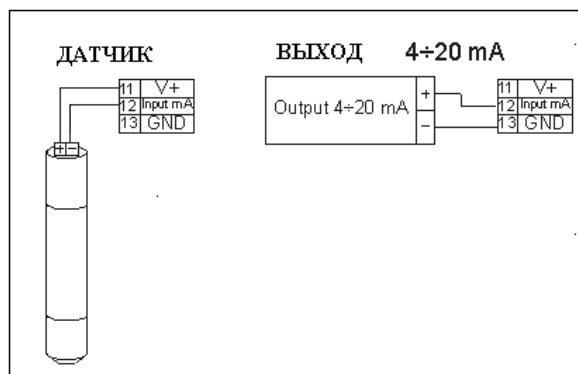 ДАТЧИК
11 V+
12 Input mA
13 GND
+ −
ВЫХОД 4÷20 mA
Output 4÷20 mA
+
−
11 V+
12 Input mA
13 GND